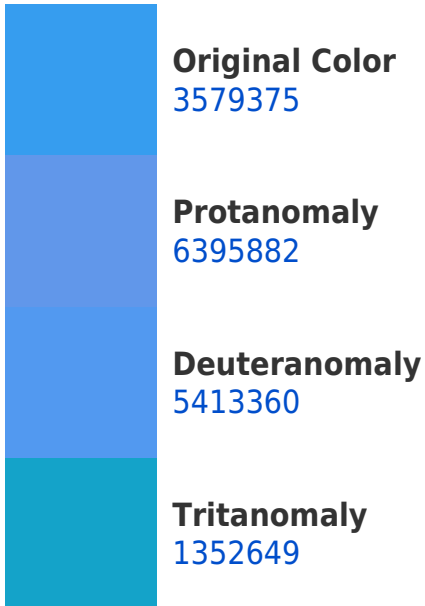 Original Color
3579375
Protanomaly
6395882
Deuteranomaly
5413360
Tritanomaly
1352649